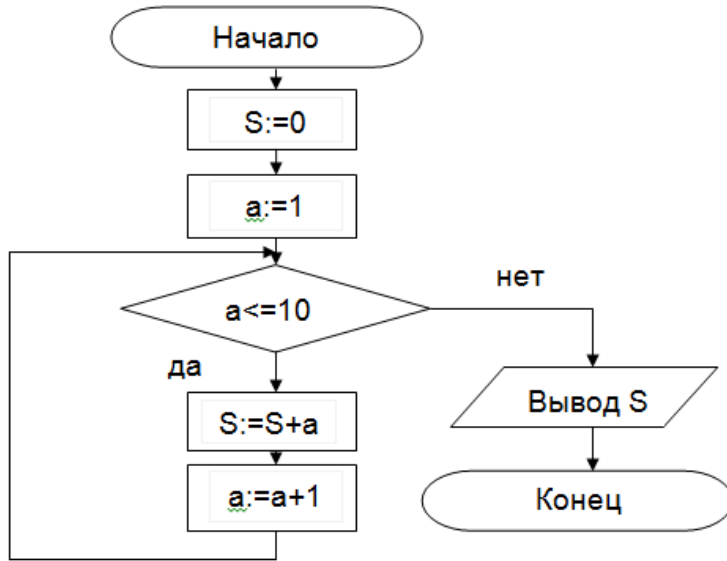 Начало
S:=0
a:=1
a<=10
нет
да
S:=S+a
a:=a+1
Вывод S
Конец